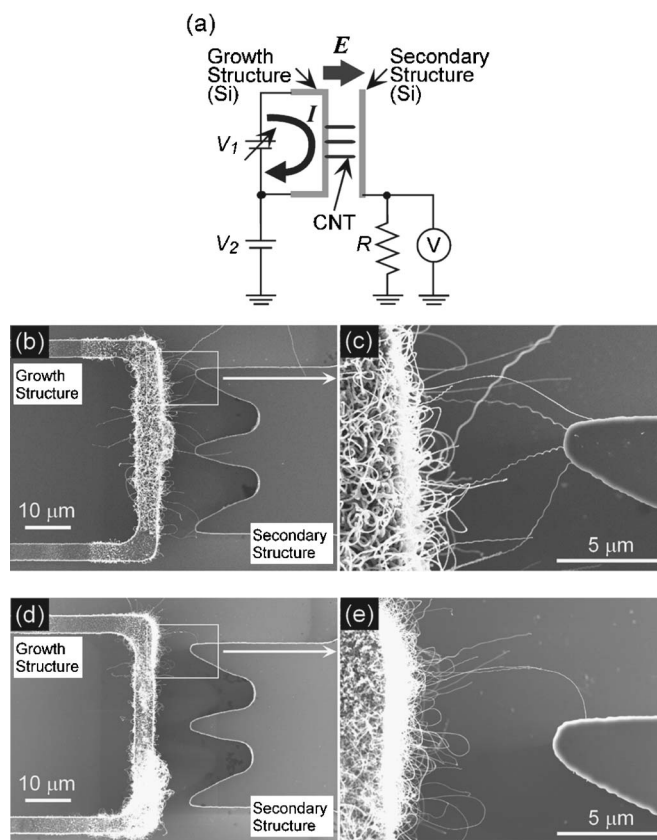 (a)
E
Growth
Structure
(Si)
Secondary
Structure
(Si)
I
V1
CNT
V2
R
V
(b)
Growth
Structure
10 μm
Secondary
Structure
(c)
5 μm
(d)
Growth
Structure
10 μm
Secondary
Structure
(e)
5 μm